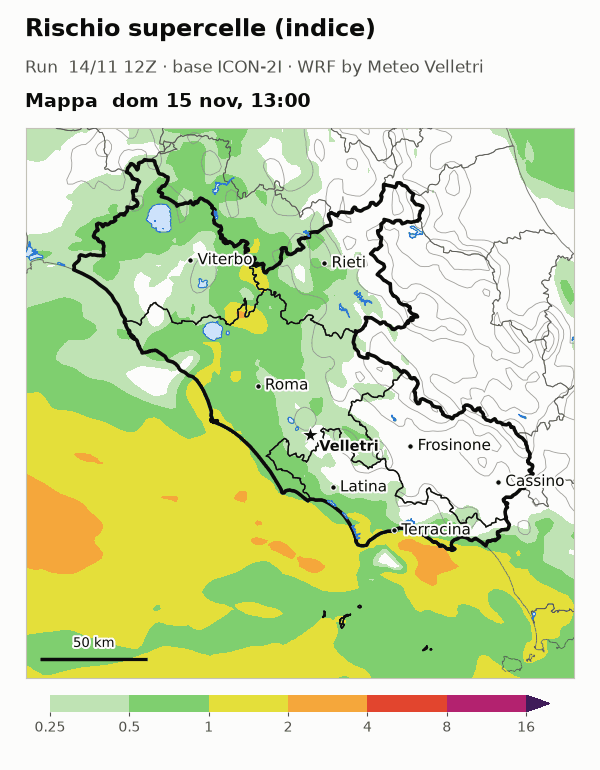 Rischio supercelle (indice)
Run  14/11 12Z · base ICON-2I · WRF by Meteo Velletri
Mappa  dom 15 nov, 13:00
Viterbo
Rieti
Roma
Velletri
Frosinone
Latina
Cassino
Terracina
50 km
0.25 0.5 1 2 4 8 16